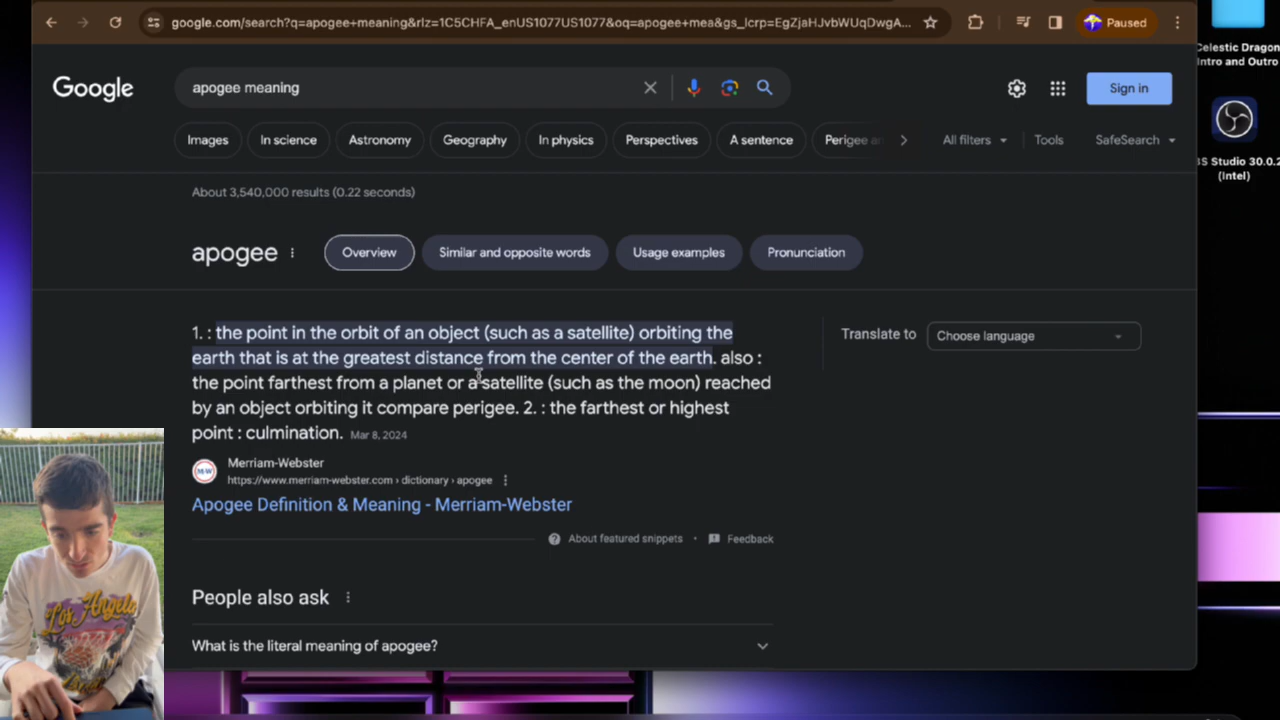 google.com/search?q=apogee+meaning&rlz=1C5CHFA_enUS1077US1077&oq=apogee+mea&gs_lcrp=EgZjaHJvbWUqDwgA...
Paused
Celestic Dragon
Intro and Outro
Google
apogee meaning
Sign in
Images
In science
Astronomy
Geography
In physics
Perspectives
A sentence
Perigee
All filters
Tools
SafeSearch
BS Studio 30.0.2
(Intel)
About 3,540,000 results (0.22 seconds)
apogee
Overview
Similar and opposite words
Usage examples
Pronunciation
1. : the point in the orbit of an object (such as a satellite) orbiting the
earth that is at the greatest distance from the center of the earth. also :
the point farthest from a planet or a satellite (such as the moon) reached
by an object orbiting it compare perigee. 2. : the farthest or highest
point : culmination. Mar 8, 2024
Translate to
Choose language
M-W
Merriam-Webster
https://www.merriam-webster.com › dictionary › apogee
Apogee Definition & Meaning - Merriam-Webster
About featured snippets • Feedback
People also ask
What is the literal meaning of apogee?
Los Angeles